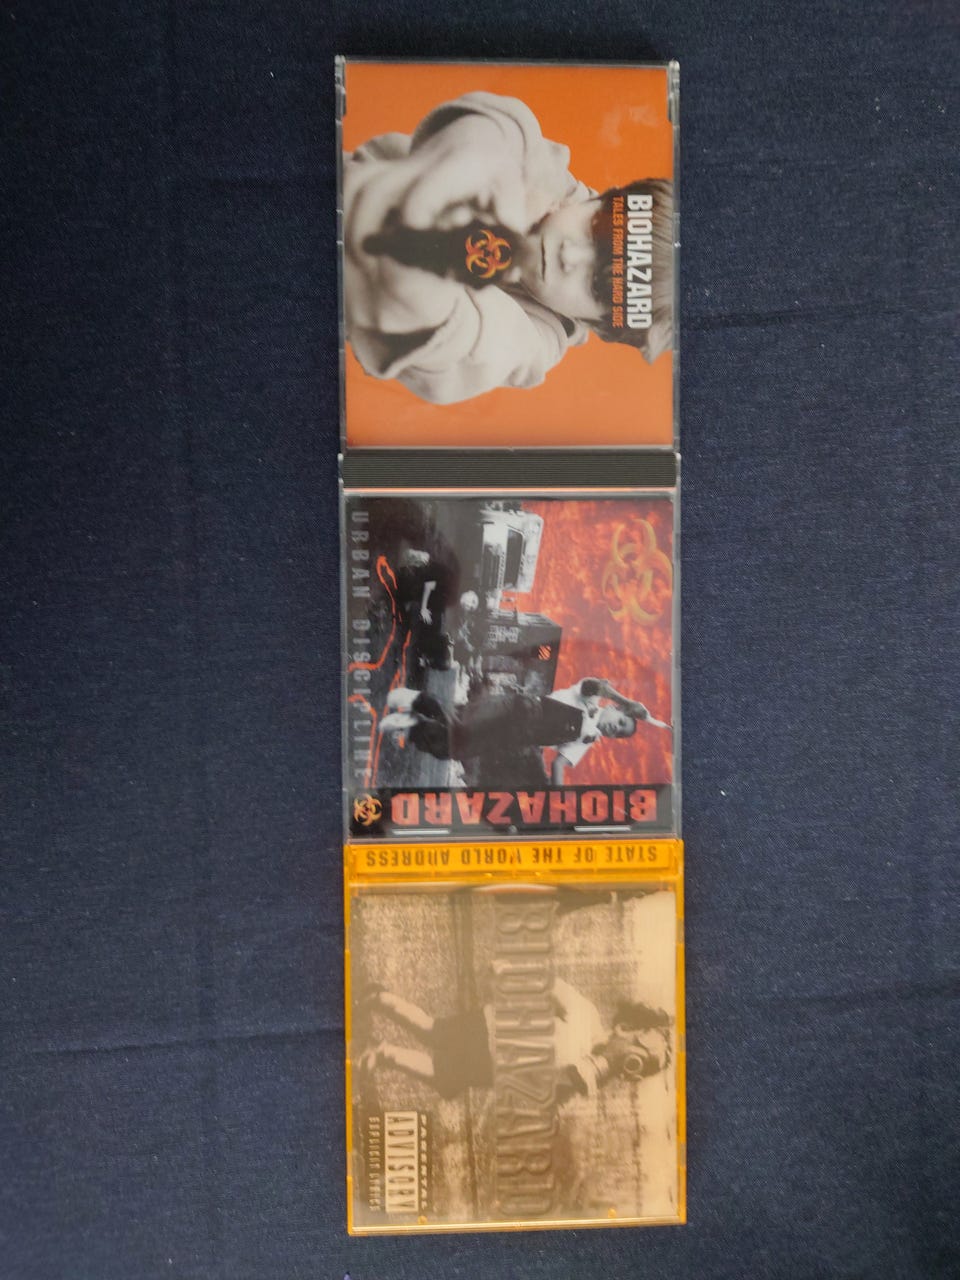 BIOHAZARD
TALES FROM THE HARD SIDE
URBAN DISCIPLINE
BIOHAZARD
STATE OF THE WORLD ADDRESS
BIOHAZARD
PARENTAL
ADVISORY
EXPLICIT LYRICS